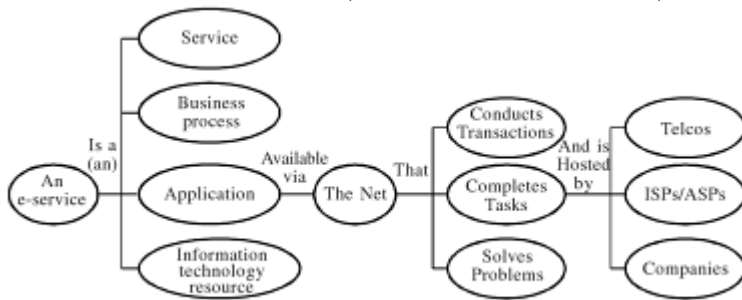 Service
Business
process
Is a
(an)
An
e-service
Application
Information
technology
resource
Available
via
The Net
That
Conducts
Transactions
Completes
Tasks
Solves
Problems
And is
Hosted
by
Telcos
ISPs/ASPs
Companies